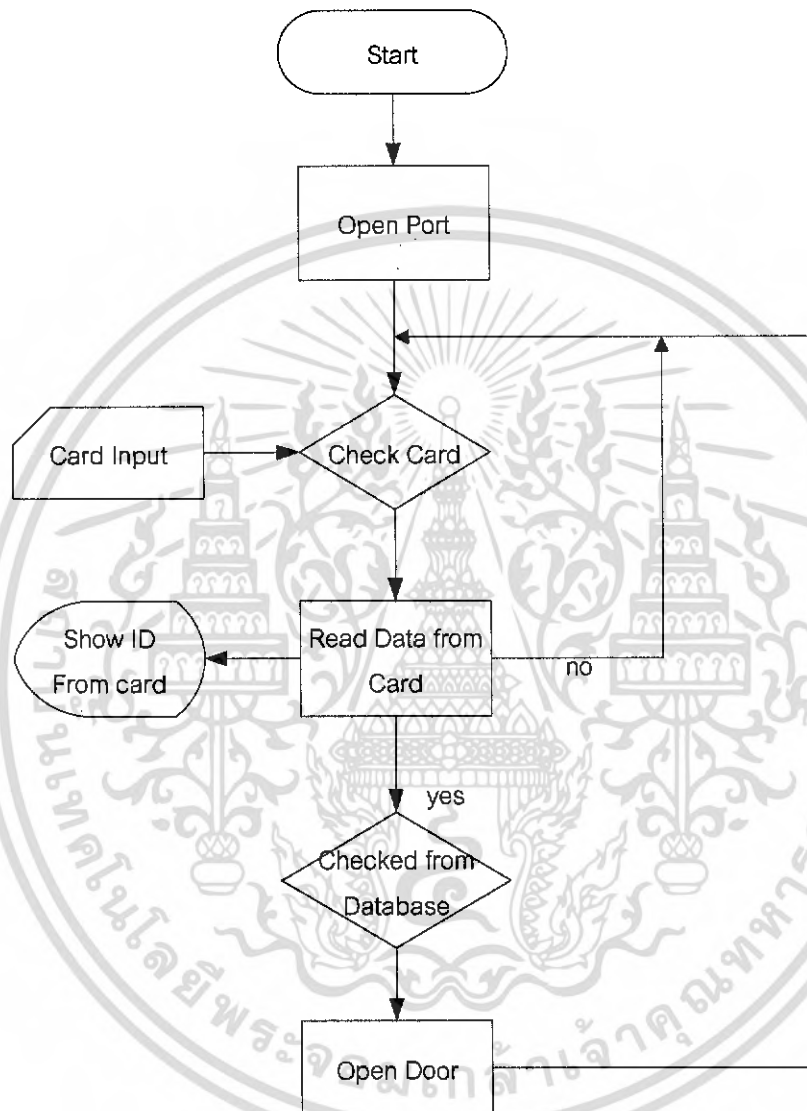 Start
Open Port
Card Input
Check Card
Show ID
From card
Read Data from
Card
no
yes
Checked from
Database
Open Door